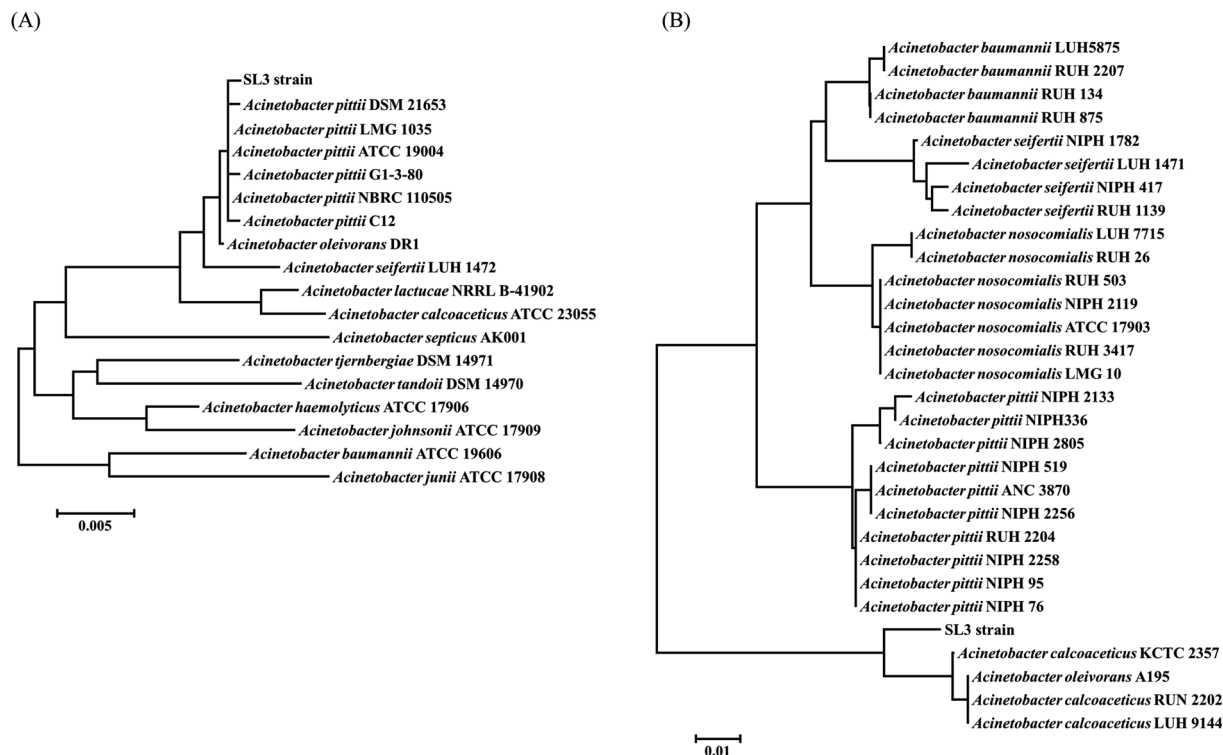 (A)
SL3 strain
Acinetobacter pittii DSM 21653
Acinetobacter pittii LMG 1035
Acinetobacter pittii ATCC 19004
Acinetobacter pittii G1-3-80
Acinetobacter pittii NBRC 110505
Acinetobacter pittii C12
Acinetobacter oleivorans DR1
Acinetobacter seifertii LUH 1472
Acinetobacter lactucae NRRL B-41902
Acinetobacter calcoaceticus ATCC 23055
Acinetobacter septicus AK001
Acinetobacter tjernbergiae DSM 14971
Acinetobacter tandoii DSM 14970
Acinetobacter haemolyticus ATCC 17906
Acinetobacter johnsonii ATCC 17909
Acinetobacter baumannii ATCC 19606
Acinetobacter junii ATCC 17908
0.005
(B)
Acinetobacter baumannii LUH5875
Acinetobacter baumannii RUH 2207
Acinetobacter baumannii RUH 134
Acinetobacter baumannii RUH 875
Acinetobacter seifertii NIPH 1782
Acinetobacter seifertii LUH 1471
Acinetobacter seifertii NIPH 417
Acinetobacter seifertii RUH 1139
Acinetobacter nosocomialis LUH 7715
Acinetobacter nosocomialis RUH 26
Acinetobacter nosocomialis RUH 503
Acinetobacter nosocomialis NIPH 2119
Acinetobacter nosocomialis ATCC 17903
Acinetobacter nosocomialis RUH 3417
Acinetobacter nosocomialis LMG 10
Acinetobacter pittii NIPH 2133
Acinetobacter pittii NIPH336
Acinetobacter pittii NIPH 2805
Acinetobacter pittii NIPH 519
Acinetobacter pittii ANC 3870
Acinetobacter pittii NIPH 2256
Acinetobacter pittii RUH 2204
Acinetobacter pittii NIPH 2258
Acinetobacter pittii NIPH 95
Acinetobacter pittii NIPH 76
SL3 strain
Acinetobacter calcoaceticus KCTC 2357
Acinetobacter oleivorans A195
Acinetobacter calcoaceticus RUN 2202
Acinetobacter calcoaceticus LUH 9144
0.01